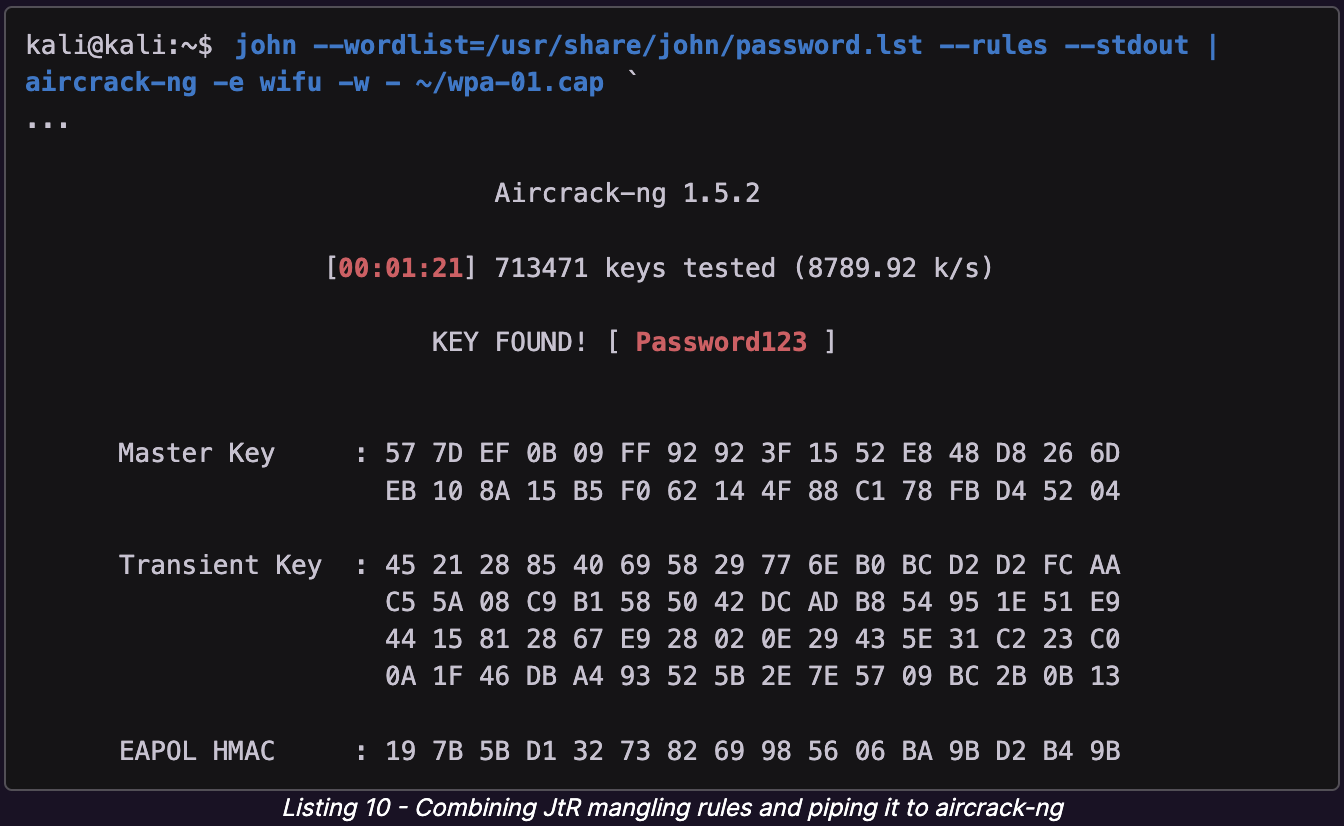 kali@kali:~$ john --wordlist=/usr/share/john/password.lst --rules --stdout |
aircrack-ng -e wifu -w - ~/wpa-01.cap `
...
Aircrack-ng 1.5.2
[00:01:21] 713471 keys tested (8789.92 k/s)
KEY FOUND! [ Password123 ]
Master Key : 57 7D EF 0B 09 FF 92 92 3F 15 52 E8 48 D8 26 6D
EB 10 8A 15 B5 F0 62 14 4F 88 C1 78 FB D4 52 04
Transient Key : 45 21 28 85 40 69 58 29 77 6E B0 BC D2 D2 FC AA
C5 5A 08 C9 B1 58 50 42 DC AD B8 54 95 1E 51 E9
44 15 81 28 67 E9 28 02 0E 29 43 5E 31 C2 23 C0
0A 1F 46 DB A4 93 52 5B 2E 7E 57 09 BC 2B 0B 13
EAPOL HMAC : 19 7B 5B D1 32 73 82 69 98 56 06 BA 9B D2 B4 9B
Listing 10 - Combining JtR mangling rules and piping it to aircrack-ng